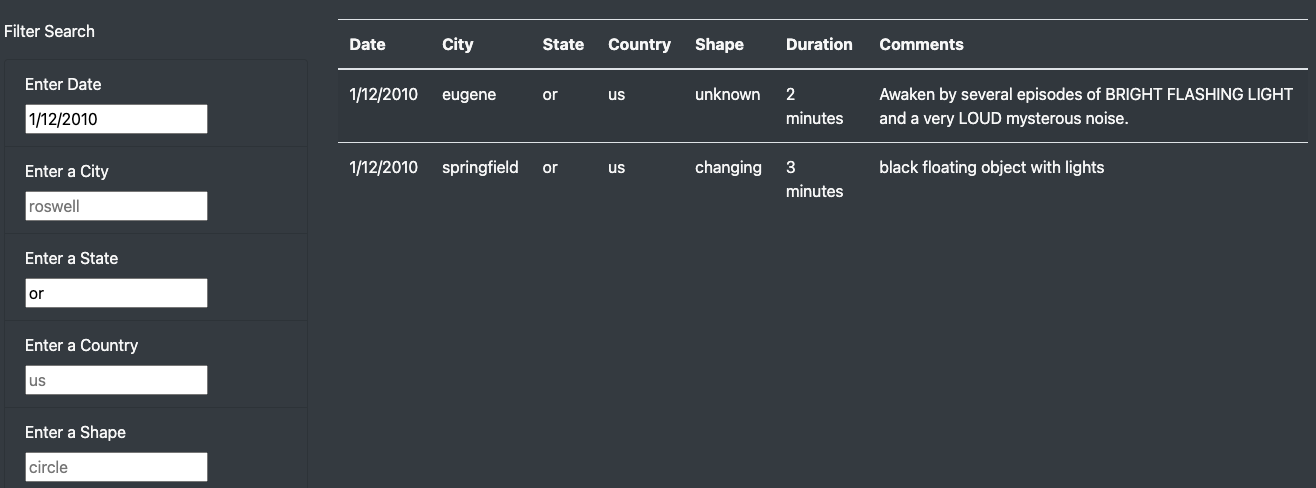 Filter Search
Enter Date
1/12/2010
Enter a City
roswell
Enter a State
or
Enter a Country
us
Enter a Shape
circle
Date City State Country Shape Duration Comments
1/12/2010 eugene or us unknown 2 Awaken by several episodes of BRIGHT FLASHING LIGHT
minutes and a very LOUD mysterous noise.
1/12/2010 springfield or us changing 3 black floating object with lights
minutes